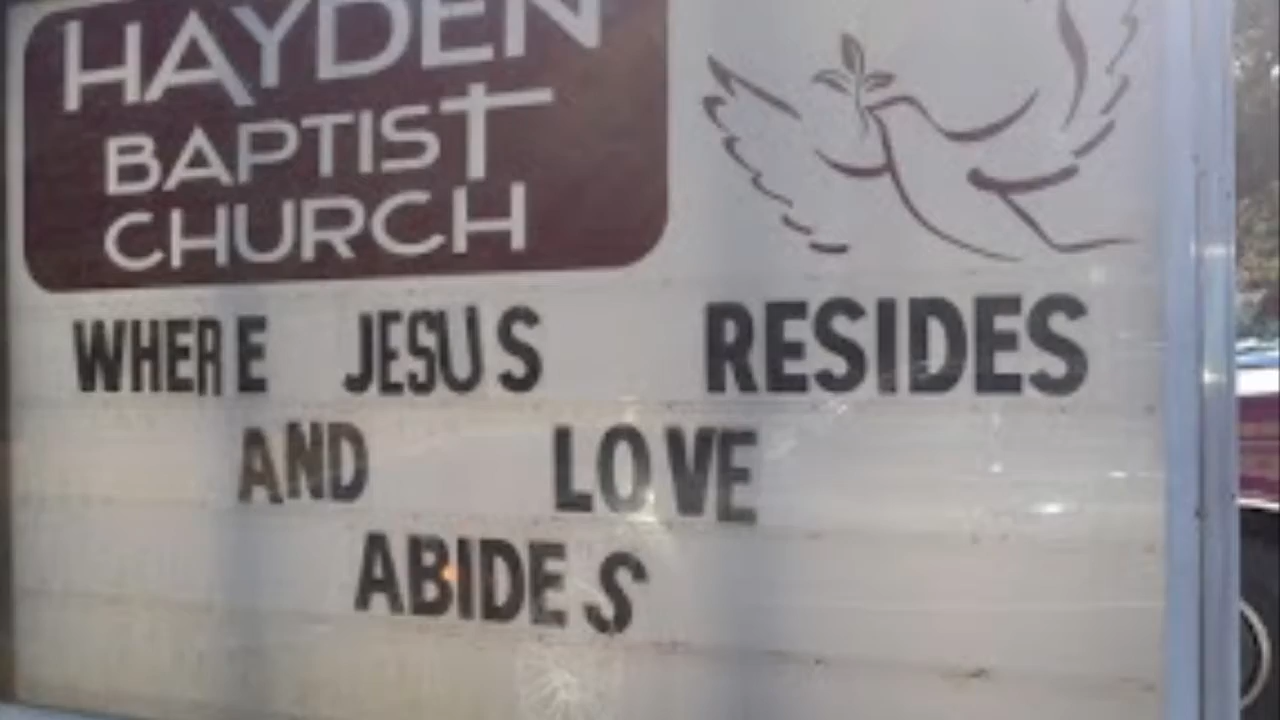 HAYDEN
BAPTIST
CHURCH
WHERE JESUS RESIDES
AND LOVE
ABIDES